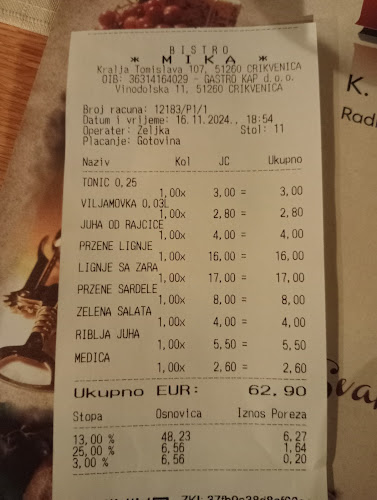 BISTRO
* MIKA *
Kralja Tomislava 107, 51260 CRIKVENICA
OIB: 36314164029 - GASTRO KAP d.o.o.
Vinodolska 11, 51260 CRIKVENICA
Broj racuna: 12183/P1/1
Datum i vrijeme: 16.11.2024., 18:54
Operater: Zeljka Stol: 11
Placanje: Gotovina
Naziv Kol JC Ukupno
TONIC 0,25
1,00x 3,00 = 3,00
VILJAMOVKA 0,03L
1,00x 2,80 = 2,80
JUHA OD RAJCICE
1,00x 4,00 = 4,00
PRZENE LIGNJE
1,00x 16,00 = 16,00
LIGNJE SA ZARA
1,00x 17,00 = 17,00
PRZENE SARDELE
1,00x 8,00 = 8,00
ZELENA SALATA
1,00x 4,00 = 4,00
RIBLJA JUHA
1,00x 5,50 = 5,50
MEDICA
1,00x 2,60 = 2,60
Ukupno EUR: 62,90
Stopa Osnovica Iznos Poreza
13,00 % 48,23 6,27
25,00 % 6,56 1,64
3,00 % 6,56 0,20
K.
Radi